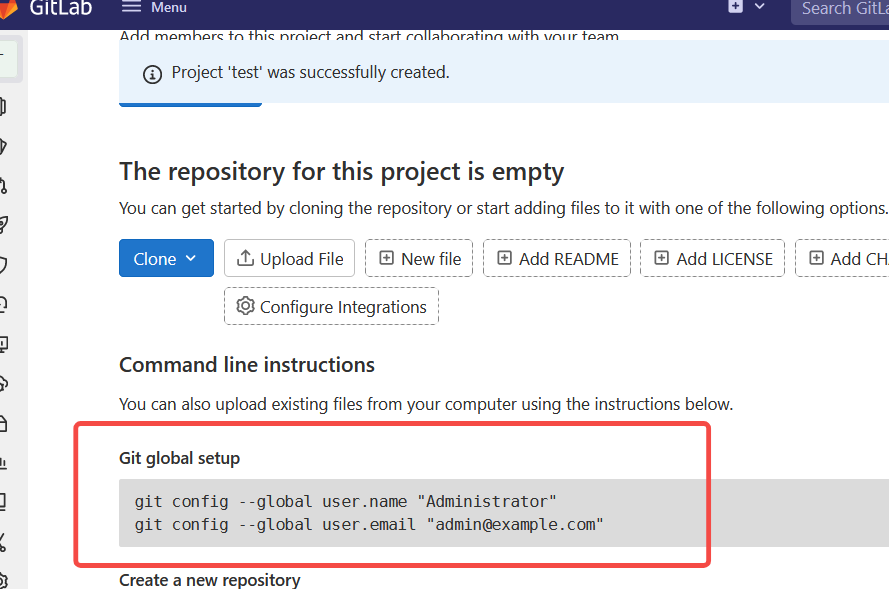 GitLab Menu Search GitLa
Add members to this project and start collaborating with your team
Project 'test' was successfully created.
The repository for this project is empty
You can get started by cloning the repository or start adding files to it with one of the following options.
Clone Upload File New file Add README Add LICENSE Add CH
Configure Integrations
Command line instructions
You can also upload existing files from your computer using the instructions below.
Git global setup
git config --global user.name "Administrator"
git config --global user.email "admin@example.com"
Create a new repository